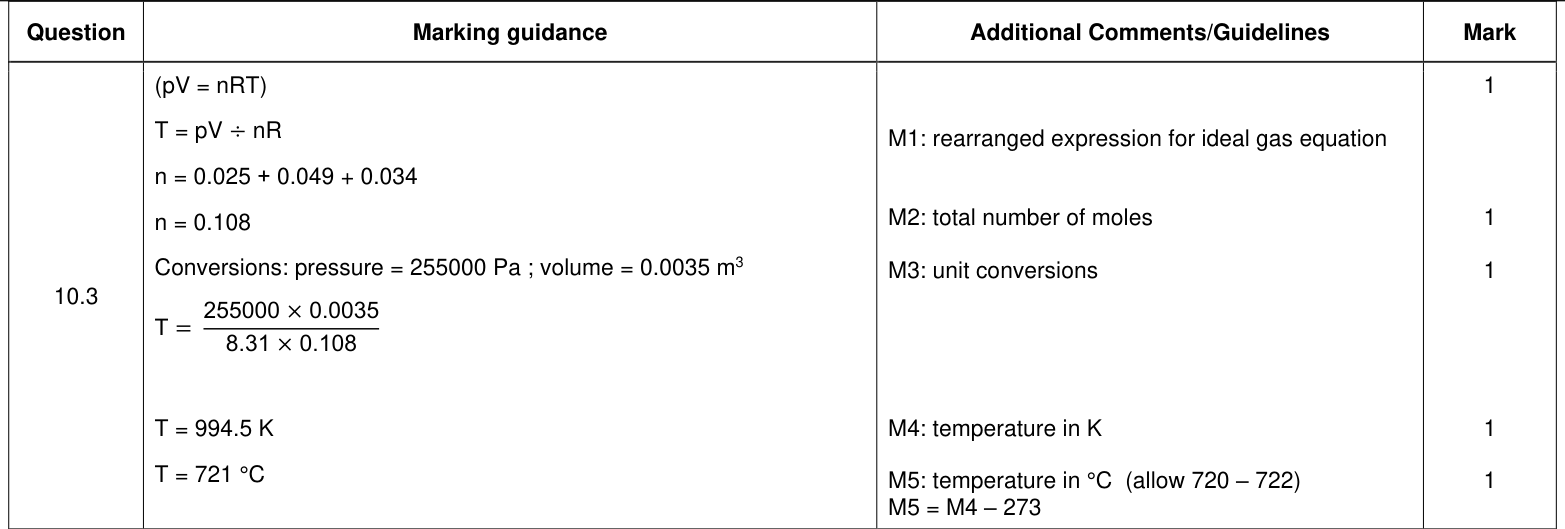 Question Marking guidance Additional Comments/Guidelines Mark
10.3
(pV = nRT) 1
T = pV ÷ nR
M1: rearranged expression for ideal gas equation
n = 0.025 + 0.049 + 0.034
n = 0.108 M2: total number of moles 1
Conversions: pressure = 255000 Pa ; volume = 0.0035 m³ M3: unit conversions 1
T = 255000 × 0.0035
8.31 × 0.108
T = 994.5 K M4: temperature in K 1
T = 721 °C M5: temperature in °C (allow 720 – 722) 1
M5 = M4 – 273